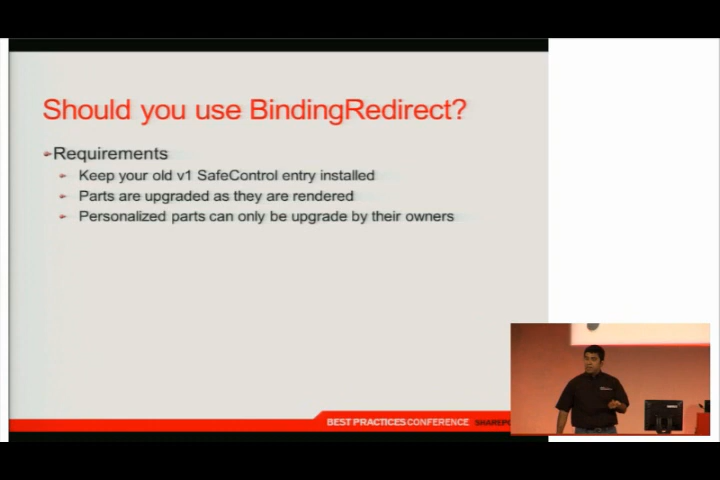 Should you use BindingRedirect?
Requirements
Keep your old v1 SafeControl entry installed
Parts are upgraded as they are rendered
Personalized parts can only be upgrade by their owners
BEST PRACTICES CONFERENCE